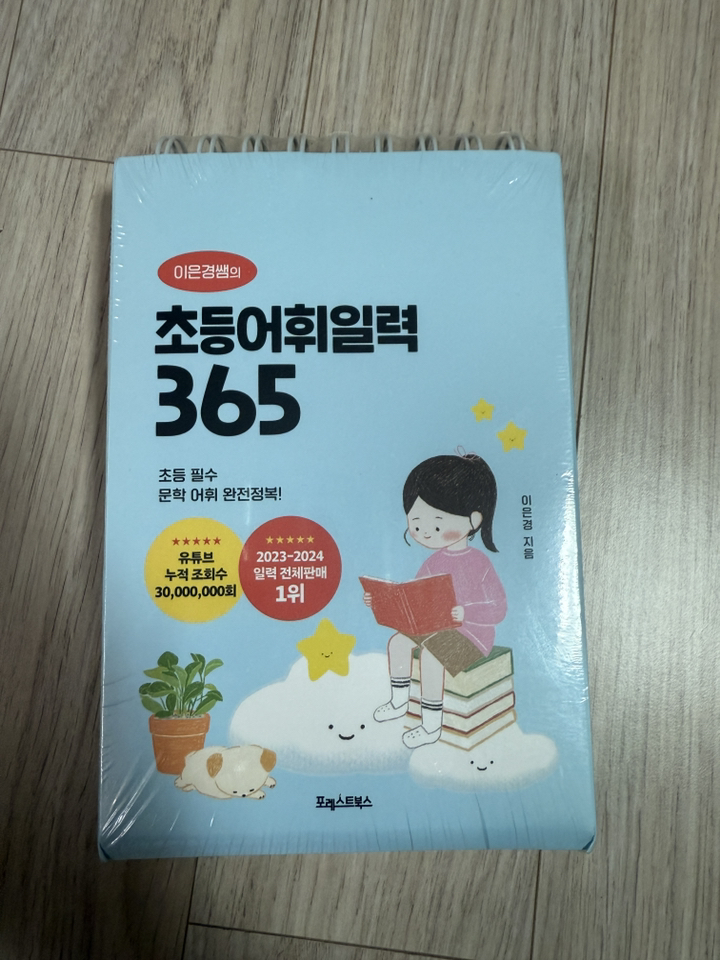 이은경쌤의
초등어휘일력
365
초등 필수
문학 어휘 완전정복!
이은경 지음
★★★★★
유튜브
누적 조회수
30,000,000회
★★★★★
2023-2024
일력 전체판매
1위
포레스트북스